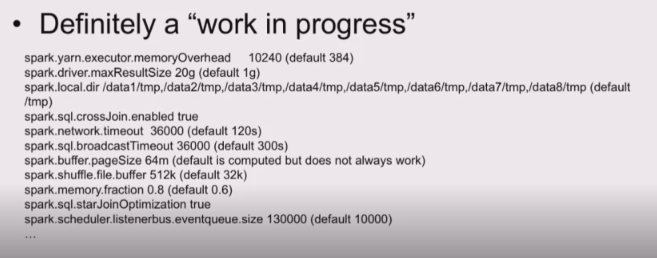 • Definitely a “work in progress”
spark.yarn.executor.memoryOverhead 10240 (default 384)
spark.driver.maxResultSize 20g (default 1g)
spark.local.dir /data1/tmp,/data2/tmp,/data3/tmp,/data4/tmp,/data5/tmp,/data6/tmp,/data7/tmp,/data8/tmp (default
/tmp)
spark.sql.crossJoin.enabled true
spark.network.timeout 36000 (default 120s)
spark.sql.broadcastTimeout 36000 (default 300s)
spark.buffer.pageSize 64m (default is computed but does not always work)
spark.shuffle.file.buffer 512k (default 32k)
spark.memory.fraction 0.8 (default 0.6)
spark.sql.starJoinOptimization true
spark.scheduler.listenerbus.eventqueue.size 130000 (default 10000)
…